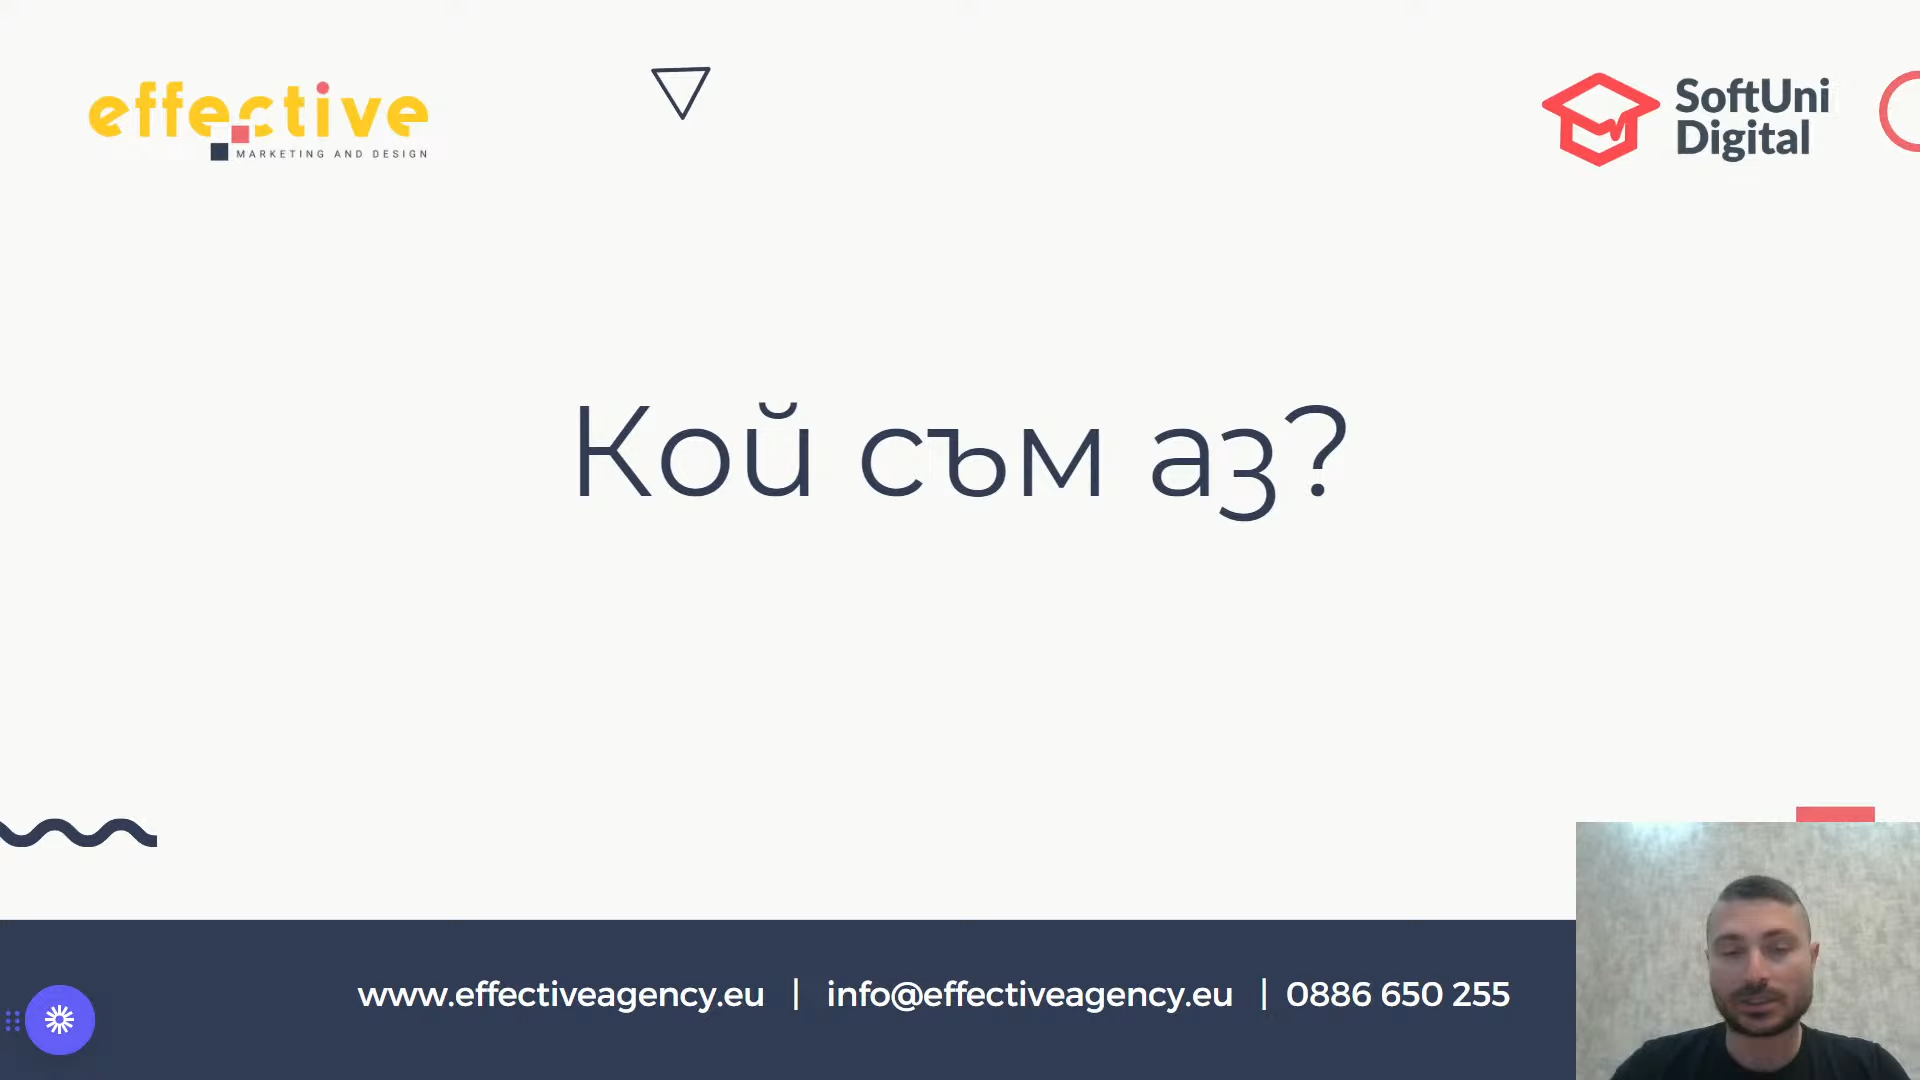 effective
MARKETING AND DESIGN
SoftUni
Digital
Кой съм аз?
www.effectiveagency.eu | info@effectiveagency.eu | 0886 650 255